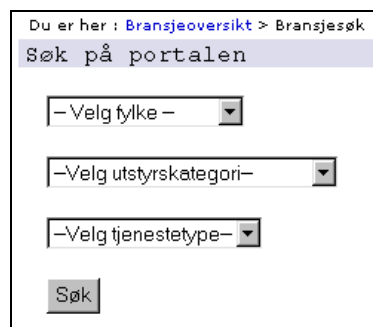 Du er her : Bransjeoversikt > Bransjesøk
Søk på portalen
– Velg fylke –
–Velg utstyrskategori–
–Velg tjenestetype–
Søk